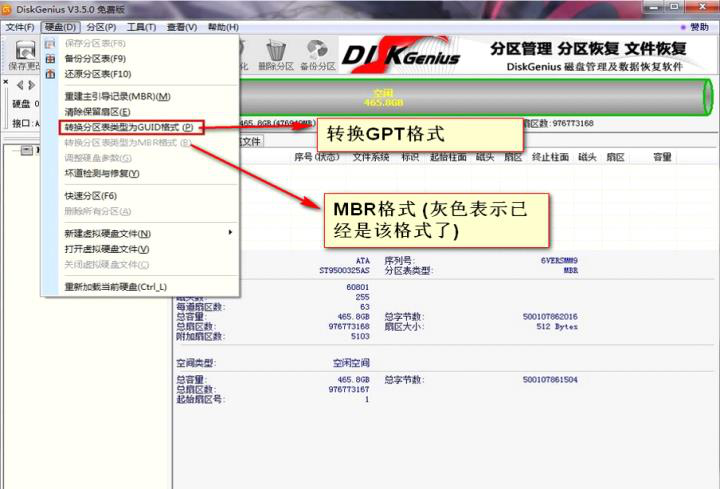 DiskGenius V3.5.0 免费版
文件(F) 硬盘(D) 分区(P) 工具(T) 查看(V) 帮助(H) 赞助
保存更改 删除分区 备份分区
DISKGENIUS
分区管理 分区恢复 文件恢复
DiskGenius 磁盘管理及数据恢复软件
保存分区表(F8)
备份分区表(F9)
还原分区表(F10)
重建主引导记录(MBR)(M)
清除保留扇区(E)
转换分区表类型为GUID格式 (P)
转换分区表类型为MBR格式 (B)
调整硬盘参数(G)
坏道检测与修复(Y)
快速分区(F6)
删除所有分区(A)
新建虚拟硬盘文件(N)
打开虚拟硬盘文件(V)
关闭虚拟硬盘文件(C)
重新加载当前硬盘(Ctrl_L)
空闲
465.8GB
硬盘 0
接口:A
465.8GB(476940MB)
扇区数:976773168
转换GPT格式
MBR格式 (灰色表示已
经是该格式了)
文件
序号(状态) 文件系统 标识 起始柱面 磁头 扇区 终止柱面 磁头 扇区 容量
ATA 序列号: 6VERSMM9
ST9500325AS 分区表类型: MBR
60801
磁头数: 255
每道扇区数: 63
总容量: 465.8GB 总字节数: 500107862016
总扇区数: 976773168 扇区大小: 512 Bytes
附加扇区数: 5103
空间类型: 空闲空间
总容量: 465.8GB 总字节数: 500107861504
总扇区数: 976773167
起始扇区号: 1